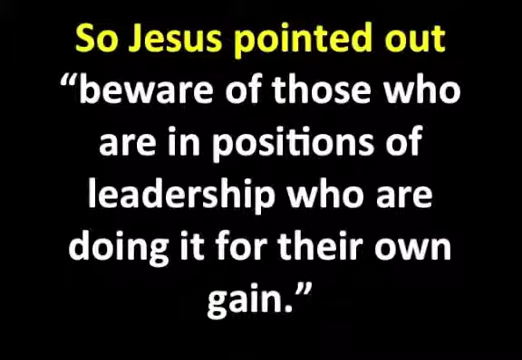 So Jesus pointed out
“beware of those who
are in positions of
leadership who are
doing it for their own
gain.”